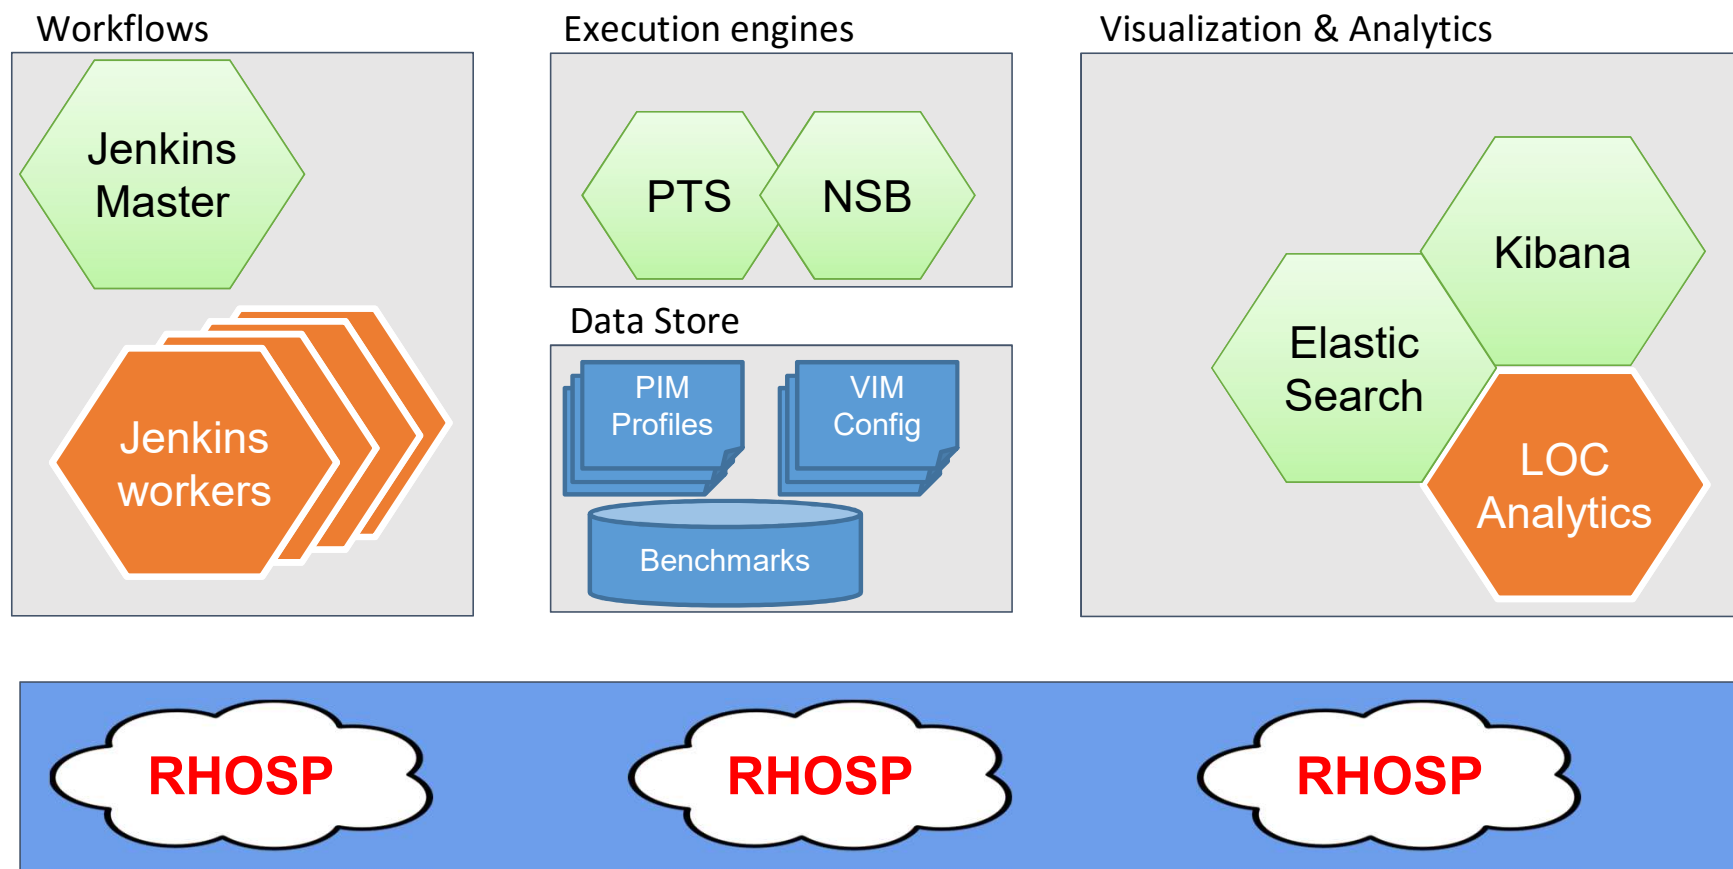 Workflows
Jenkins
Master
Jenkins
workers
Execution engines
PTS
NSB
Data Store
PIM
Profiles
VIM
Config
Benchmarks
Visualization & Analytics
Kibana
Elastic
Search
LOC
Analytics
RHOSP
RHOSP
RHOSP